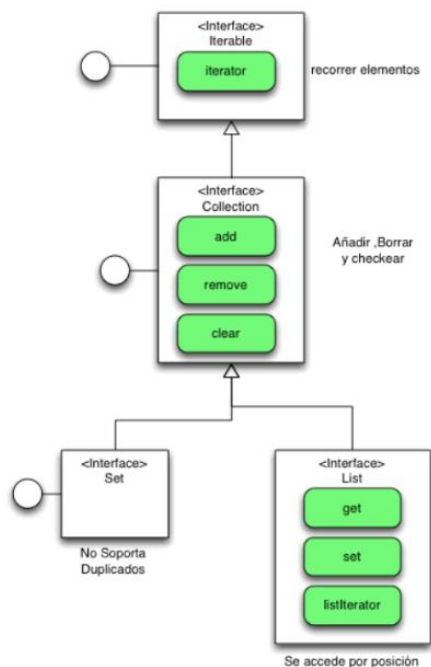 <Interface>
Iterable
iterator
recorrer elementos
<Interface>
Collection
add
remove
clear
Añadir ,Borrar
y checkear
<Interface>
Set
No Soporta
Duplicados
<Interface>
List
get
set
listIterator
Se accede por posición